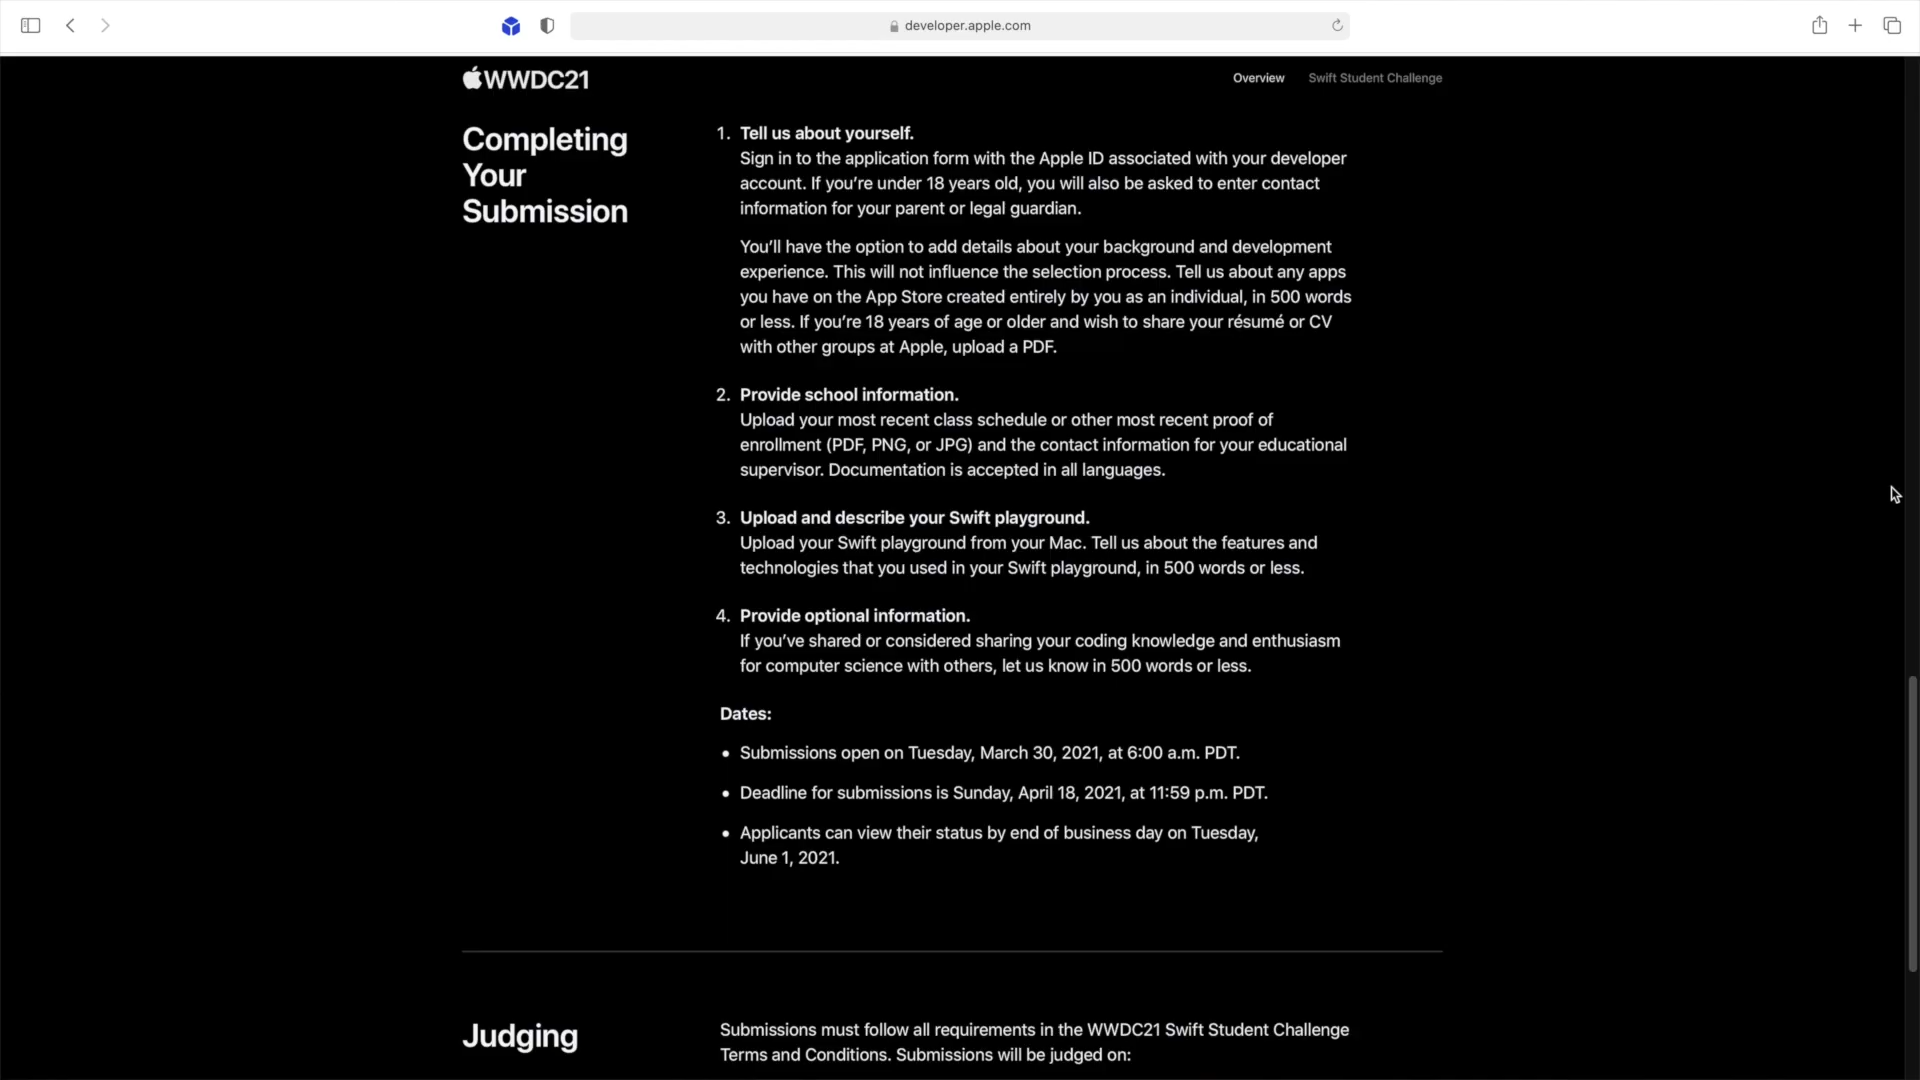 developer.apple.com
WWDC21
Overview
Swift Student Challenge
Completing
Your
Submission
1. Tell us about yourself.
Sign in to the application form with the Apple ID associated with your developer
account. If you’re under 18 years old, you will also be asked to enter contact
information for your parent or legal guardian.
You’ll have the option to add details about your background and development
experience. This will not influence the selection process. Tell us about any apps
you have on the App Store created entirely by you as an individual, in 500 words
or less. If you’re 18 years of age or older and wish to share your résumé or CV
with other groups at Apple, upload a PDF.
2. Provide school information.
Upload your most recent class schedule or other most recent proof of
enrollment (PDF, PNG, or JPG) and the contact information for your educational
supervisor. Documentation is accepted in all languages.
3. Upload and describe your Swift playground.
Upload your Swift playground from your Mac. Tell us about the features and
technologies that you used in your Swift playground, in 500 words or less.
4. Provide optional information.
If you’ve shared or considered sharing your coding knowledge and enthusiasm
for computer science with others, let us know in 500 words or less.
Dates:
• Submissions open on Tuesday, March 30, 2021, at 6:00 a.m. PDT.
• Deadline for submissions is Sunday, April 18, 2021, at 11:59 p.m. PDT.
• Applicants can view their status by end of business day on Tuesday,
June 1, 2021.
Judging
Submissions must follow all requirements in the WWDC21 Swift Student Challenge
Terms and Conditions. Submissions will be judged on: